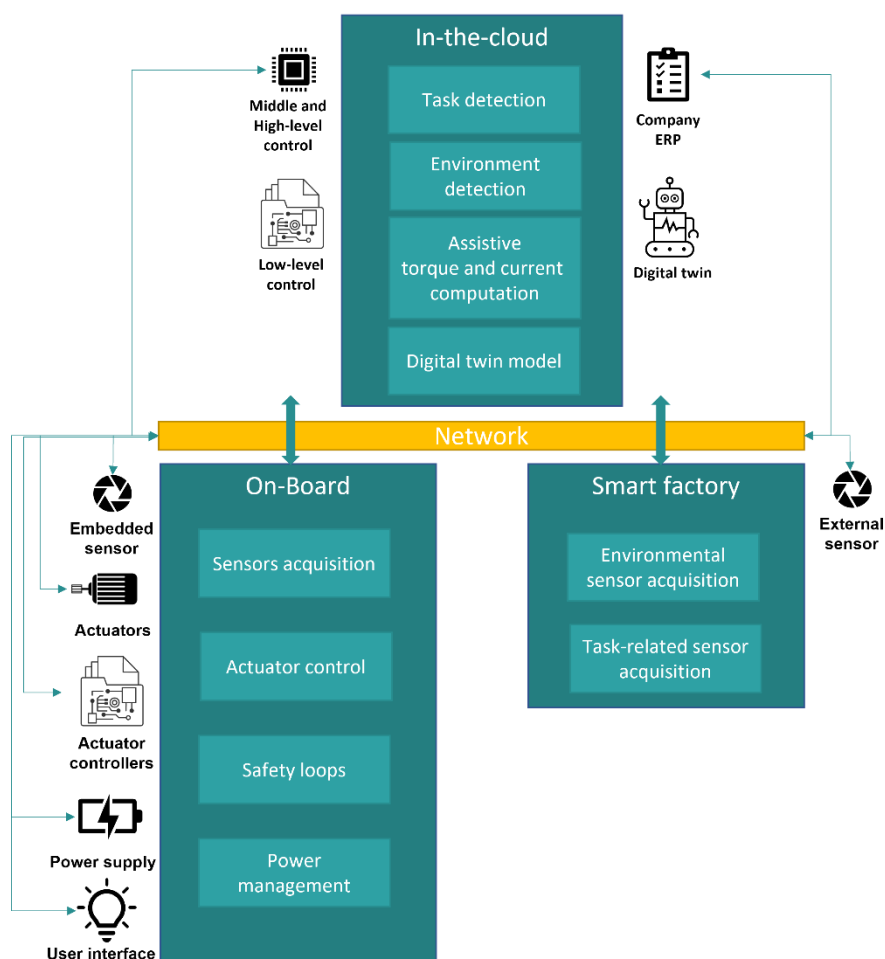 In-the-cloud
Task detection
Environment
detection
Assistive
torque and current
computation
Digital twin model
Middle and
High-level
control
Low-level
control
Company
ERP
Digital twin
Network
On-Board
Sensors acquisition
Actuator control
Safety loops
Power
management
Smart factory
Environmental
sensor acquisition
Task-related sensor
acquisition
Embedded
sensor
Actuators
Actuator
controllers
Power supply
User interface
External
sensor